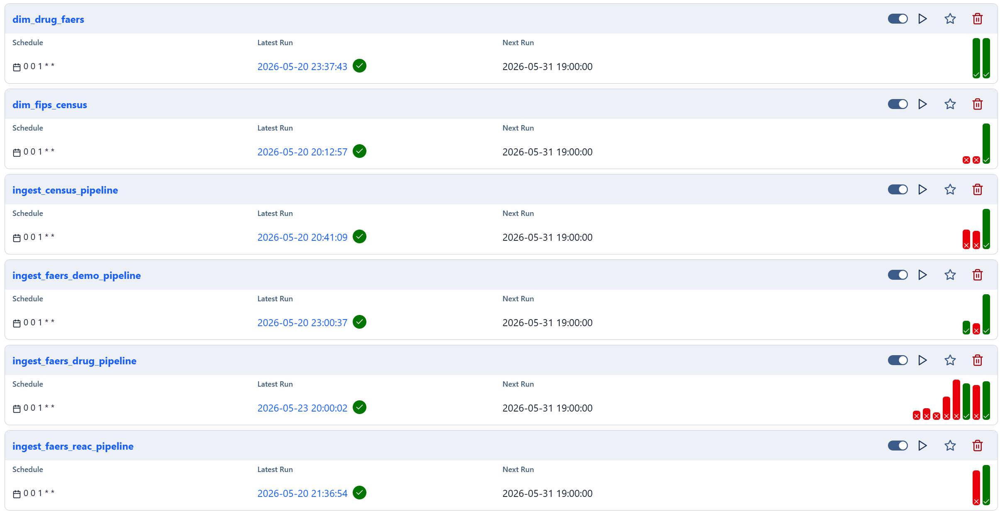 dim_drug_faers
Schedule Latest Run Next Run
0 0 1 * * 2026-05-20 23:37:43 2026-05-31 19:00:00
dim_fips_census
Schedule Latest Run Next Run
0 0 1 * * 2026-05-20 20:12:57 2026-05-31 19:00:00
ingest_census_pipeline
Schedule Latest Run Next Run
0 0 1 * * 2026-05-20 20:41:09 2026-05-31 19:00:00
ingest_faers_demo_pipeline
Schedule Latest Run Next Run
0 0 1 * * 2026-05-20 23:00:37 2026-05-31 19:00:00
ingest_faers_drug_pipeline
Schedule Latest Run Next Run
0 0 1 * * 2026-05-23 20:00:02 2026-05-31 19:00:00
ingest_faers_reac_pipeline
Schedule Latest Run Next Run
0 0 1 * * 2026-05-20 21:36:54 2026-05-31 19:00:00